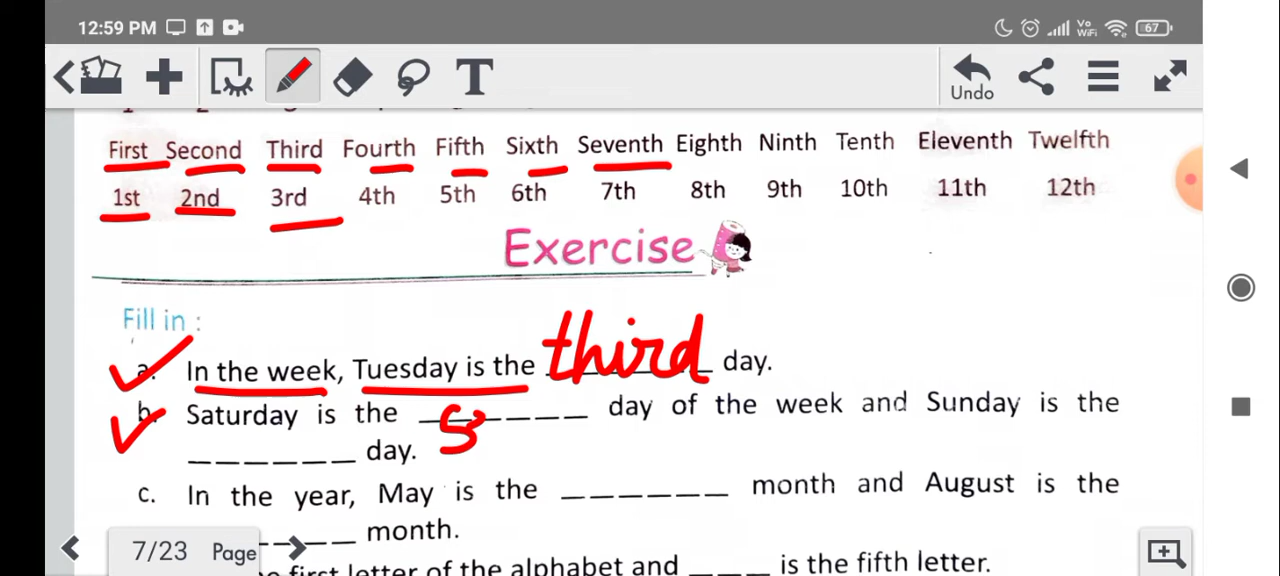 12:59 PM Vo WiFi 67
T Undo
First Second Third Fourth Fifth Sixth Seventh Eighth Ninth Tenth Eleventh Twelfth
1st 2nd 3rd 4th 5th 6th 7th 8th 9th 10th 11th 12th
Exercise
Fill in :
a. In the week, Tuesday is the third day.
b. Saturday is the _ S _ _ _ _ day of the week and Sunday is the
_ _ _ _ _ _ day.
c. In the year, May is the _ _ _ _ _ _ month and August is the
_ _ _ month.
7/23 Page
first letter of the alphabet and _ _ _ is the fifth letter.